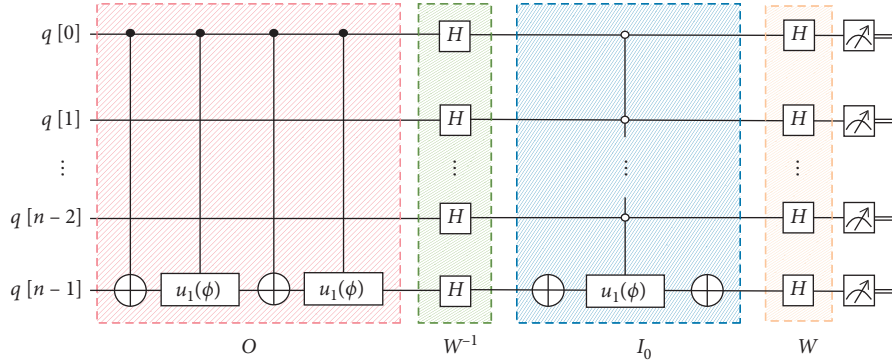 q [0] H H
q [1] H H
⋮ ⋮ ⋮ ⋮
q [n – 2] H H
q [n – 1] u₁(ϕ) u₁(ϕ) H u₁(ϕ) H
O W⁻¹ I₀ W